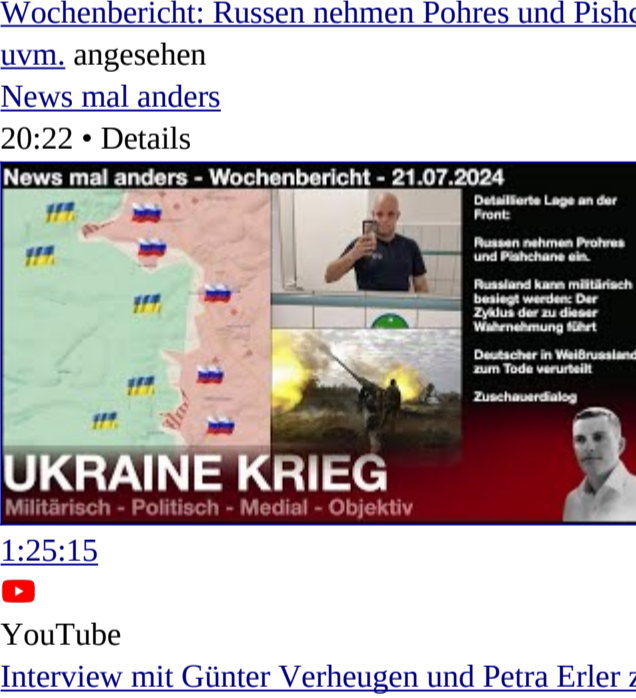 Wochenbericht: Russen nehmen Pohres und
uvm. angesehen
News mal anders
20:22 • Details
News mal anders - Wochenbericht - 21.07.2024
Detaillierte Lage an der
Front:
Russen nehmen Prohres
und Pishchane ein.
Russland kann militärisch
besiegt werden: Der
Zyklus der zu dieser
Wahrnehmung führt
Deutscher in Weißrussland
zum Tode verurteilt
Zuschauerdialog
UKRAINE KRIEG
Militärisch - Politisch - Medial - Objektiv
1:25:15
YouTube
Interview mit Günter Verheugen und Petra Erler